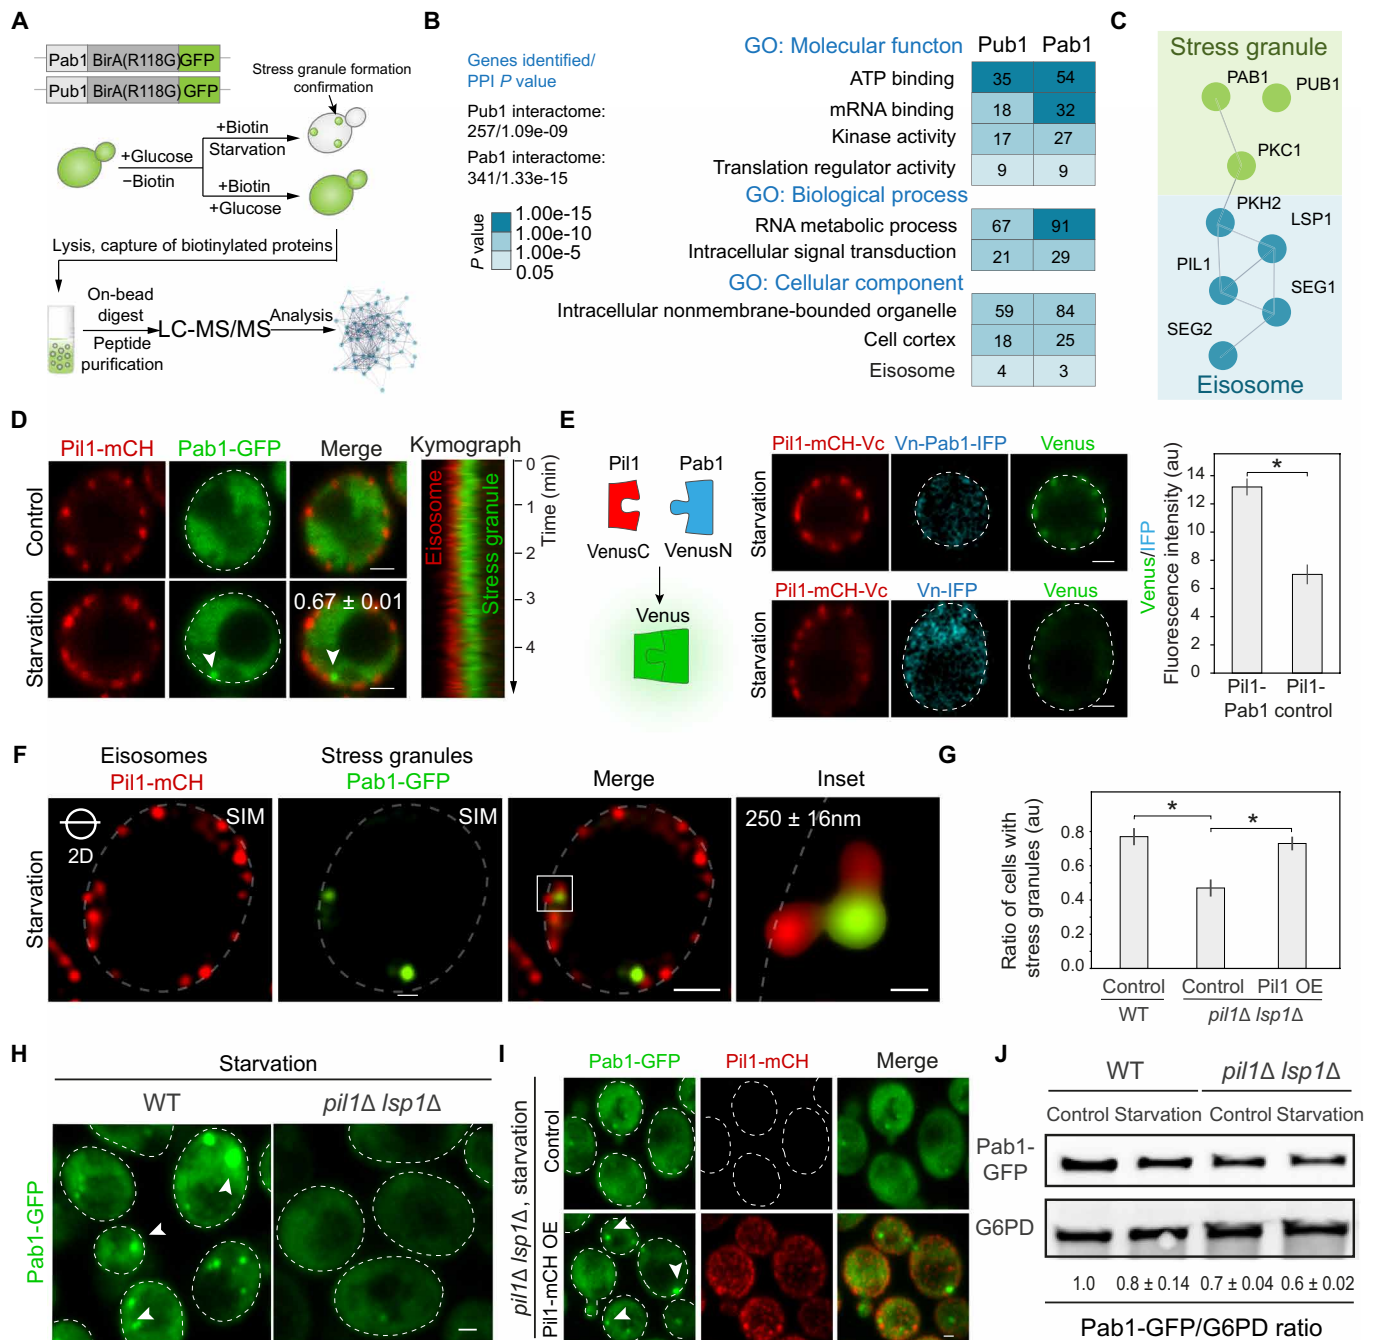 A
Pab1 BirA(R118G) GFP
Pub1 BirA(R118G) GFP
Stress granule formation
confirmation
+Biotin
Starvation
+Glucose
−Biotin
+Biotin
+Glucose
Lysis, capture of biotinylated proteins
On-bead
digest
Peptide
purification
LC-MS/MS
Analysis
B
Genes identified/
PPI P value
Pub1 interactome:
257/1.09e-09
Pab1 interactome:
341/1.33e-15
P value
1.00e-15
1.00e-10
1.00e-5
0.05
GO: Molecular functon Pub1 Pab1
ATP binding 35 54
mRNA binding 18 32
Kinase activity 17 27
Translation regulator activity 9 9
GO: Biological process
RNA metabolic process 67 91
Intracellular signal transduction 21 29
GO: Cellular component
Intracellular nonmembrane-bounded organelle 59 84
Cell cortex 18 25
Eisosome 4 3
C
Stress granule
PAB1
PUB1
PKC1
PKH2
LSP1
PIL1
SEG1
SEG2
Eisosome
D
Pil1-mCH Pab1-GFP Merge Kymograph
Control
Starvation
0.67 ± 0.01
Eisosome
Stress granule
0
1
2
3
4
Time (min)
E
Pil1 Pab1
VenusC VenusN
Venus
Pil1-mCH-Vc Vn-Pab1-IFP Venus
Starvation
Pil1-mCH-Vc Vn-IFP Venus
Starvation
Venus/IFP
Fluorescence intensity (au)
14
12
10
8
6
4
2
0
*
Pil1-
Pab1
Pil1-
control
F
Eisosomes Stress granules
Pil1-mCH Pab1-GFP Merge Inset
Starvation
2D
SIM
SIM
250 ± 16nm
G
Ratio of cells with
stress granules (au)
0.8
0.6
0.4
0.2
0.0
*
*
Control Control Pil1 OE
WT pil1Δ lsp1Δ
H
Starvation
WT pil1Δ lsp1Δ
Pab1-GFP
I
Pab1-GFP Pil1-mCH Merge
pil1Δ lsp1Δ, starvation
Control
Pil1-mCH OE
J
WT pil1Δ lsp1Δ
Control Starvation Control Starvation
Pab1-
GFP
G6PD
1.0 0.8 ± 0.14 0.7 ± 0.04 0.6 ± 0.02
Pab1-GFP/G6PD ratio